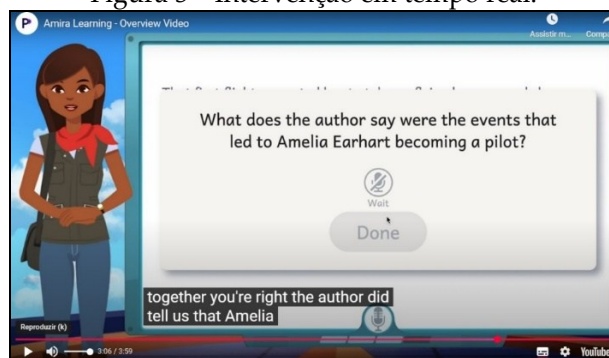 Figura 3 – Intervenção em tempo real.
Amira Learning - Overview Video
Assistir m...
What does the author say were the events that
led to Amelia Earhart becoming a pilot?
Wait
Done
together you're right the author did
tell us that Amelia
Reproduzir (k)
3:06 / 3:59
YouTube